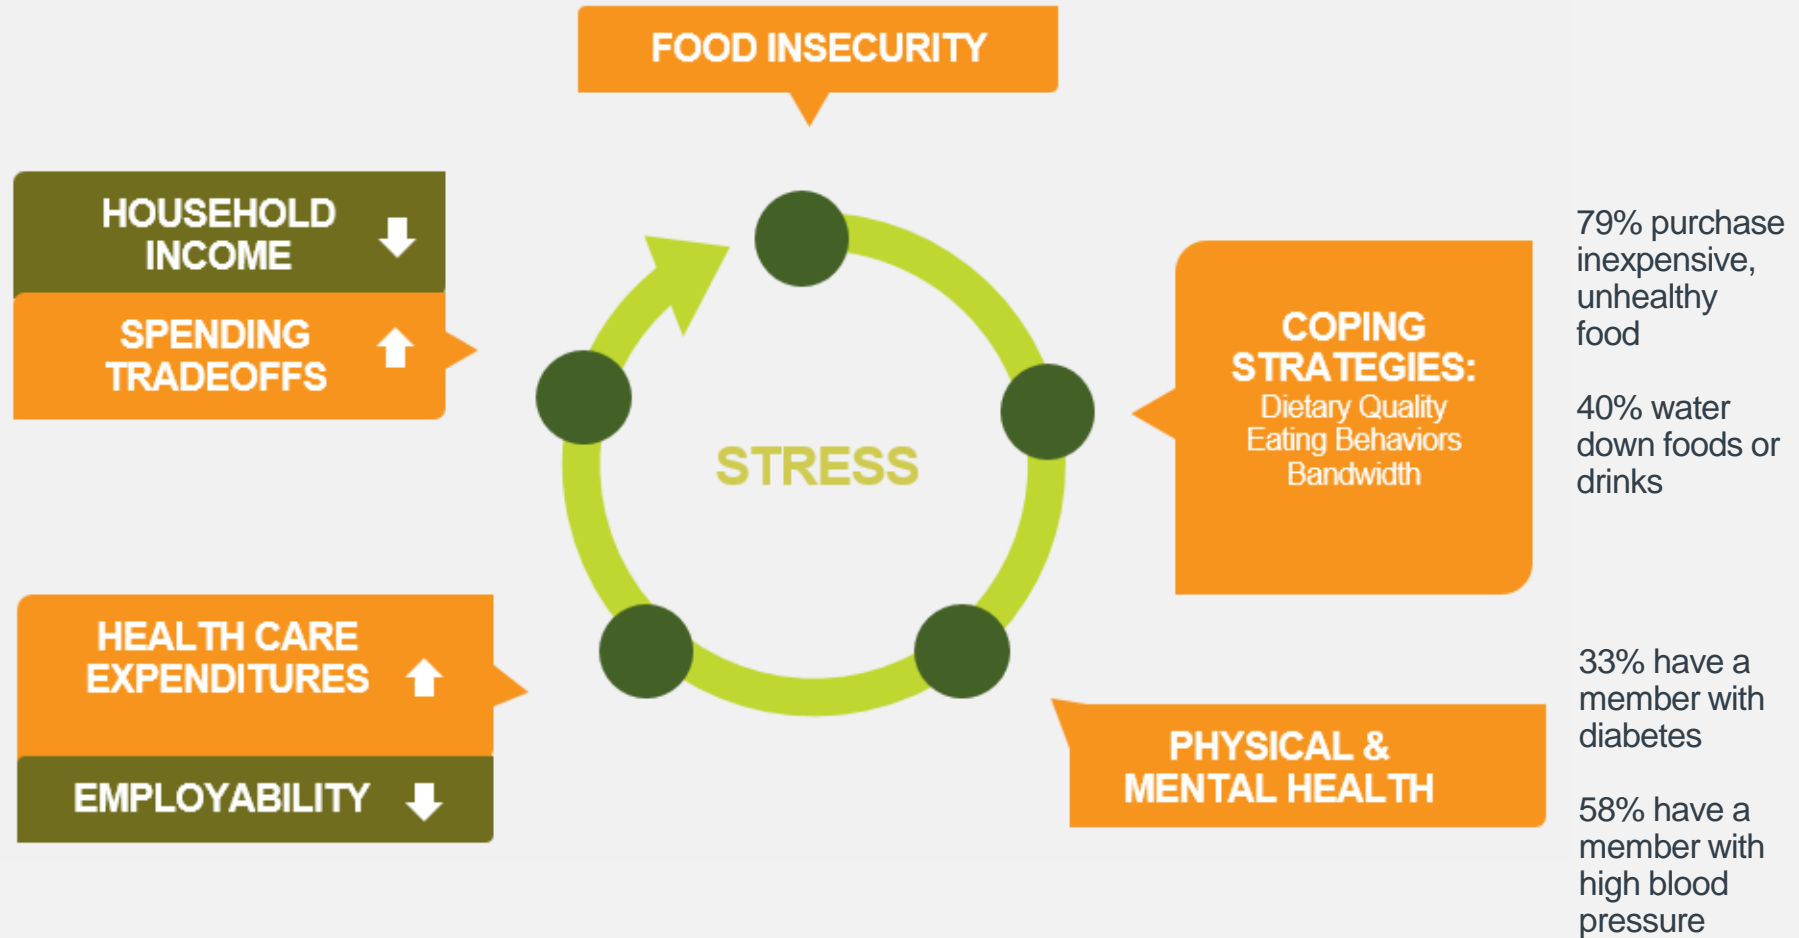 FOOD INSECURITY
HOUSEHOLD
INCOME
SPENDING
TRADEOFFS
STRESS
COPING
STRATEGIES:
Dietary Quality
Eating Behaviors
Bandwidth
79% purchase
inexpensive,
unhealthy
food
40% water
down foods or
drinks
HEALTH CARE
EXPENDITURES
EMPLOYABILITY
PHYSICAL &
MENTAL HEALTH
33% have a
member with
diabetes
58% have a
member with
high blood
pressure